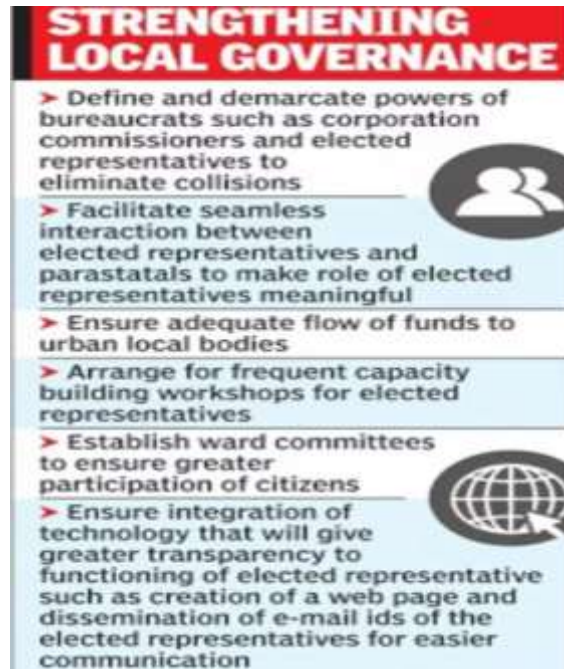 STRENGTHENING
LOCAL GOVERNANCE
➤ Define and demarcate powers of
bureaucrats such as corporation
commissioners and elected
representatives to
eliminate collisions
➤ Facilitate seamless
interaction between
elected representatives and
parastatals to make role of elected
representatives meaningful
➤ Ensure adequate flow of funds to
urban local bodies
➤ Arrange for frequent capacity
building workshops for elected
representatives
➤ Establish ward committees
to ensure greater
participation of citizens
➤ Ensure integration of
technology that will give
greater transparency to
functioning of elected representative
such as creation of a web page and
dissemination of e-mail ids of the
elected representatives for easier
communication